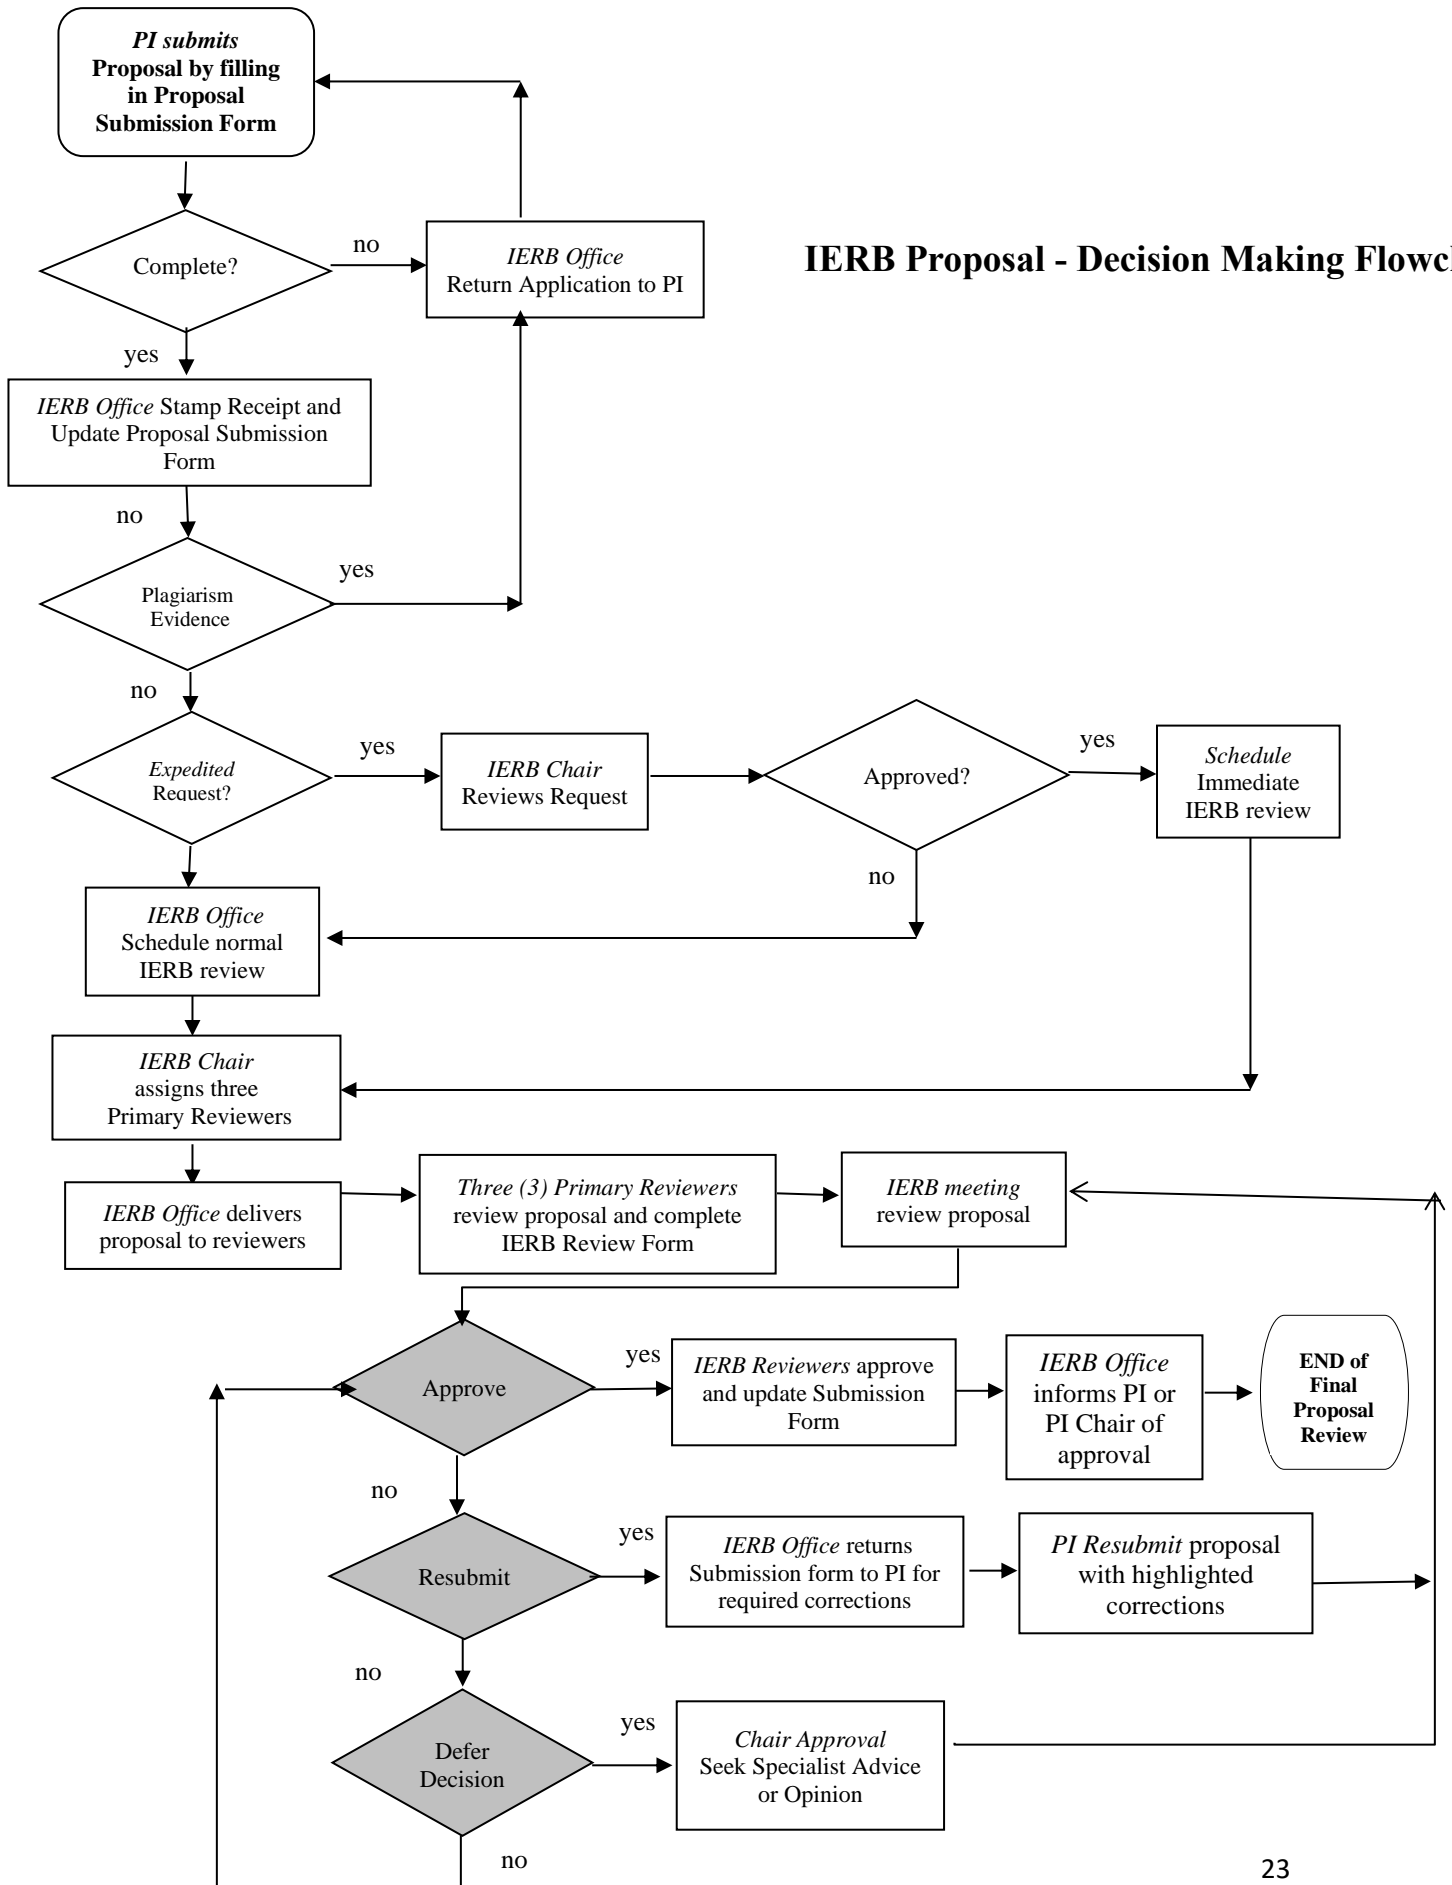 PI submits
Proposal by filling
in Proposal
Submission Form
Complete?
no
IERB Office
Return Application to PI
IERB Proposal - Decision Making Flowcl
yes
IERB Office Stamp Receipt and
Update Proposal Submission
Form
no
Plagiarism
Evidence
yes
no
Expedited
Request?
yes
IERB Chair
Reviews Request
Approved?
yes
Schedule
Immediate
IERB review
no
IERB Office
Schedule normal
IERB review
IERB Chair
assigns three
Primary Reviewers
IERB Office delivers
proposal to reviewers
Three (3) Primary Reviewers
review proposal and complete
IERB Review Form
IERB meeting
review proposal
Approve
yes
IERB Reviewers approve
and update Submission
Form
IERB Office
informs PI or
PI Chair of
approval
END of
Final
Proposal
Review
no
Resubmit
yes
IERB Office returns
Submission form to PI for
required corrections
PI Resubmit proposal
with highlighted
corrections
no
Defer
Decision
yes
Chair Approval
Seek Specialist Advice
or Opinion
no
23